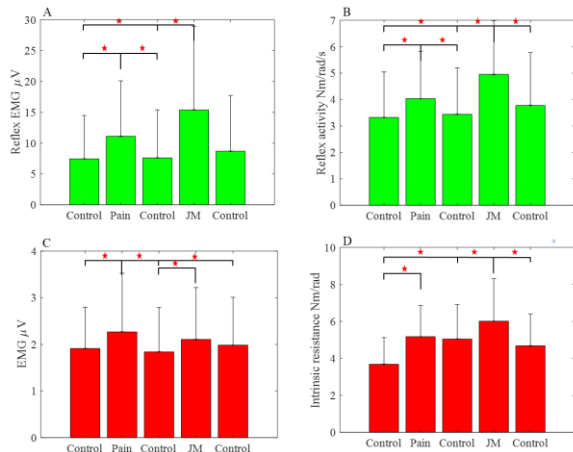 A
Reflex EMG μ V
30
25
20
15
10
5
0
Control Pain Control JM Control
B
Reflex activity Nm/rad/s
7
6
5
4
3
2
1
0
Control Pain Control JM Control
C
EMG μ V
4
3
2
1
0
Control Pain Control JM Control
D
Intrinsic resistance Nm/rad
10
8
6
4
2
0
Control Pain Control JM Control